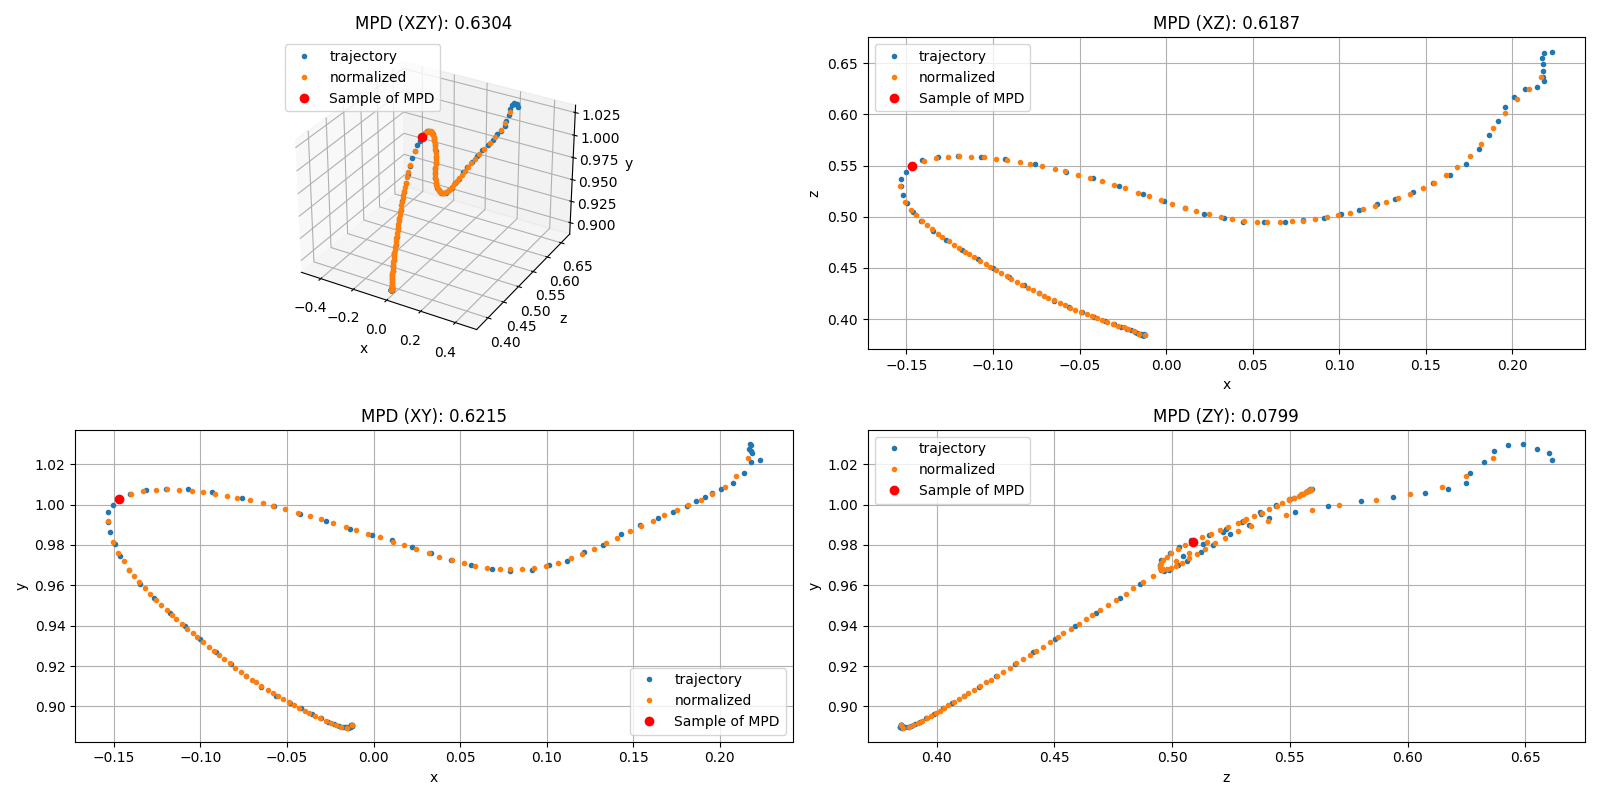 MPD (XZY): 0.6304
trajectory
normalized
Sample of MPD
1.025
1.000
0.975
0.950
0.925
0.900
y
0.65
0.60
0.55
0.50
0.45
0.40
z
−0.4
−0.2
0.0
0.2
0.4
x
MPD (XZ): 0.6187
trajectory
normalized
Sample of MPD
0.65
0.60
0.55
0.50
0.45
0.40
z
−0.15 −0.10 −0.05 0.00 0.05 0.10 0.15 0.20
x
MPD (XY): 0.6215
1.02
1.00
0.98
0.96
0.94
0.92
0.90
y
trajectory
normalized
Sample of MPD
−0.15 −0.10 −0.05 0.00 0.05 0.10 0.15 0.20
x
MPD (ZY): 0.0799
trajectory
normalized
Sample of MPD
1.02
1.00
0.98
0.96
0.94
0.92
0.90
y
0.40 0.45 0.50 0.55 0.60 0.65
z